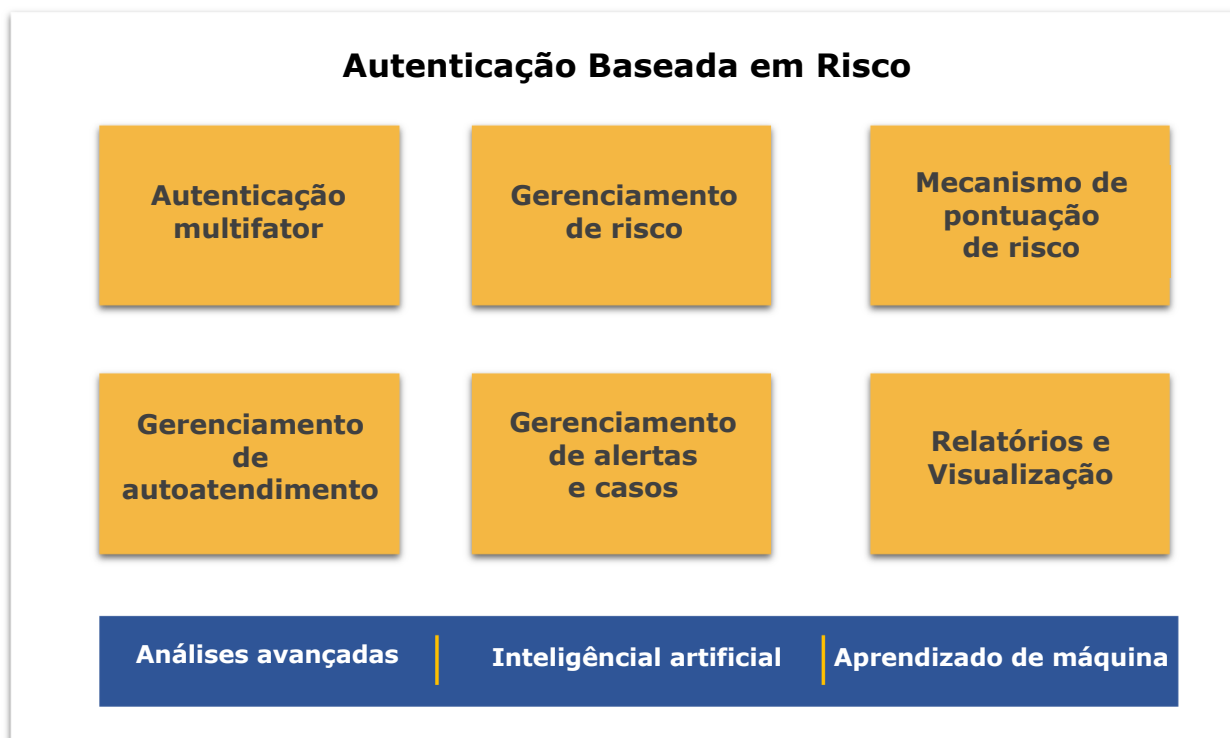 Autenticação Baseada em Risco
Autenticação
multifator
Gerenciamento
de risco
Mecanismo de
pontuação
de risco
Gerenciamento
de
autoatendimento
Gerenciamento
de alertas
e casos
Relatórios e
Visualização
Análises avançadas
Inteligêncial artificial
Aprendizado de máquina